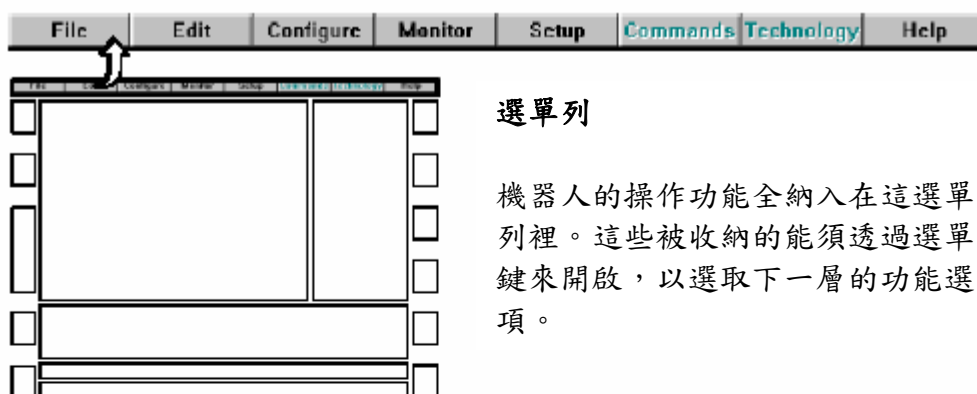 File Edit Configure Monitor Setup Commands Technology Help
選單列
機器人的操作功能全納入在這選單
列裡。這些被收納的能須透過選單
鍵來開啟，以選取下一層的功能選
項。